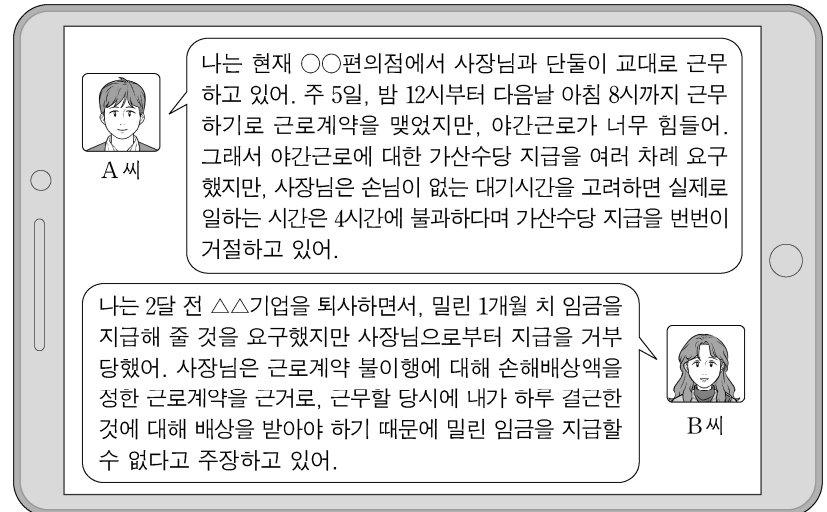 나는 현재 ○○편의점에서 사장님과 단둘이 교대로 근무
하고 있어. 주 5일, 밤 12시부터 다음날 아침 8시까지 근무
하기로 근로계약을 맺었지만, 야간근로가 너무 힘들어.
그래서 야간근로에 대한 가산수당 지급을 여러 차례 요구
했지만, 사장님은 손님이 없는 대기시간을 고려하면 실제로
일하는 시간은 4시간에 불과하다며 가산수당 지급을 번번이
거절하고 있어.
A 씨
나는 2달 전 △△기업을 퇴사하면서, 밀린 1개월 치 임금을
지급해 줄 것을 요구했지만 사장님으로부터 지급을 거부
당했어. 사장님은 근로계약 불이행에 대해 손해배상액을
정한 근로계약을 근거로, 근무할 당시에 내가 하루 결근한
것에 대해 배상을 받아야 하기 때문에 밀린 임금을 지급할
수 없다고 주장하고 있어.
B 씨